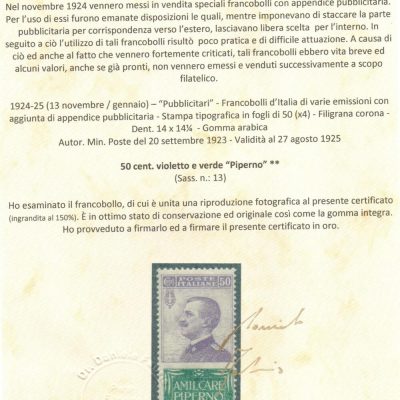 Nel novembre 1924 vennero messi in vendita speciali francobolli con appendice pubblicitaria.
Per l'uso di essi furono emanate disposizioni le quali, mentre imponevano di staccare la parte
pubblicitaria per corrispondenza verso l'estero, lasciavano libera scelta per l'interno. In
seguito a ciò l'utilizzo di tali francobolli risultò poco pratica e di difficile attuazione. A causa di
ciò ed anche al fatto che vennero fortemente criticati, tali francobolli ebbero vita breve ed
alcuni valori, anche se già pronti, non vennero emessi e venduti successivamente a scopo
filatelico.
1924-25 (13 novembre / gennaio) – "Pubblicitari" - Francobolli d'Italia di varie emissioni con
aggiunta di appendice pubblicitaria - Stampa tipografica in fogli di 50 (x4) - Filigrana corona -
Dent. 14 x 14¼ - Gomma arabica
Autor. Min. Poste del 20 settembre 1923 - Validità al 27 agosto 1925
50 cent. violetto e verde "Piperno" **
(Sass. n.: 13)
Ho esaminato il francobollo, di cui è unita una riproduzione fotografica al presente certificato
(ingrandita al 150%). È in ottimo stato di conservazione ed originale così come la gomma integra.
Ho provveduto a firmarlo ed a firmare il presente certificato in oro.
POSTE 50
ITALIANE
AMILCARE
PIPERNO